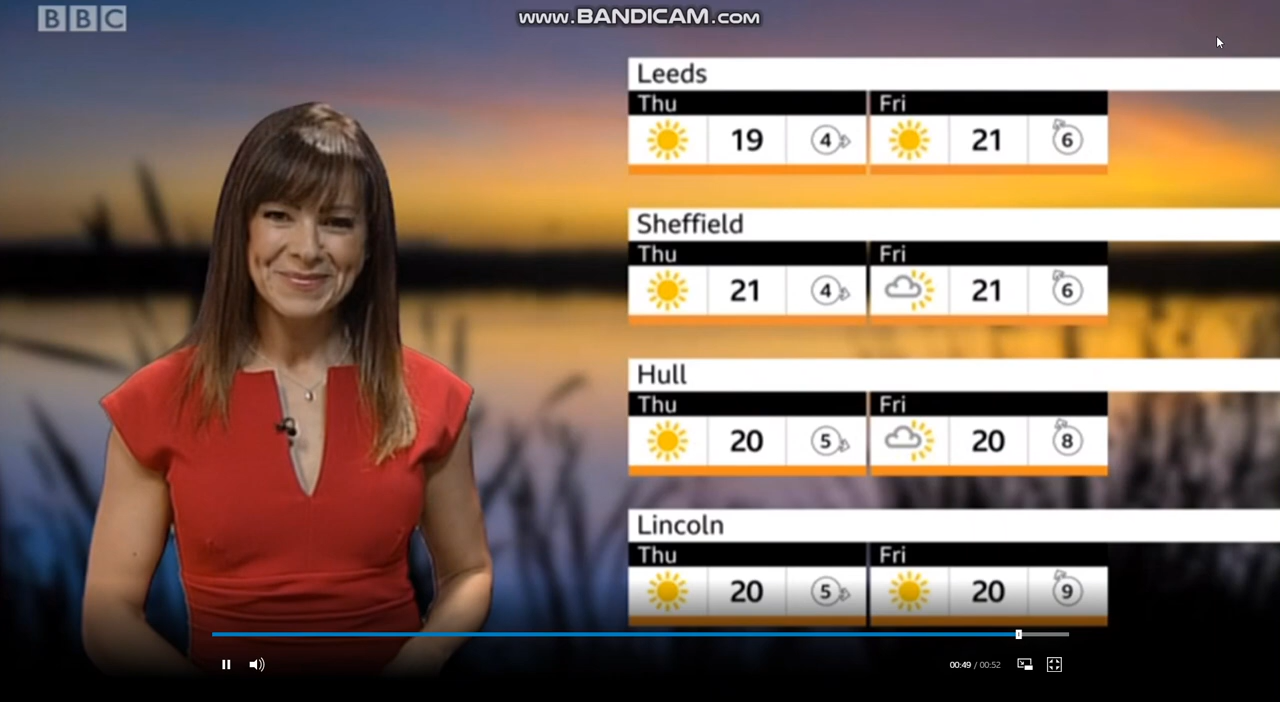 BBC
www.BANDICAM.com
Leeds
Thu Fri
19 4 21 6
Sheffield
Thu Fri
21 4 21 6
Hull
Thu Fri
20 5 20 8
Lincoln
Thu Fri
20 5 20 9
00:49 / 00:52